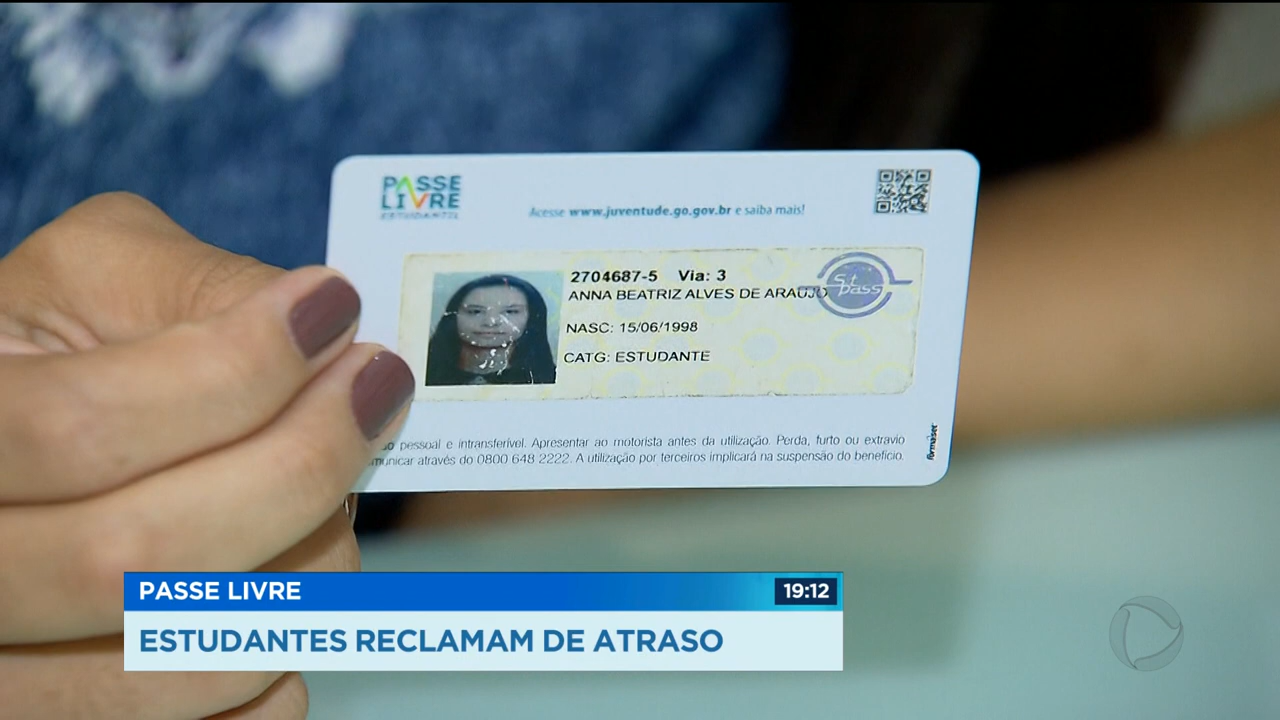 PASSE
LIVRE
ESTUDANTIL
Acesse www.juventude.go.gov.br e saiba mais!
2704687-5 Via: 3
Sitpass
ANNA BEATRIZ ALVES DE ARAUJO
NASC: 15/06/1998
CATG: ESTUDANTE
pessoal e intransferível. Apresentar ao motorista antes da utilização. Perda, furto ou extravio
através do 0800 648 2222. A utilização por terceiros implicará na suspensão do benefício.
formaser
PASSE LIVRE
19:12
ESTUDANTES RECLAMAM DE ATRASO